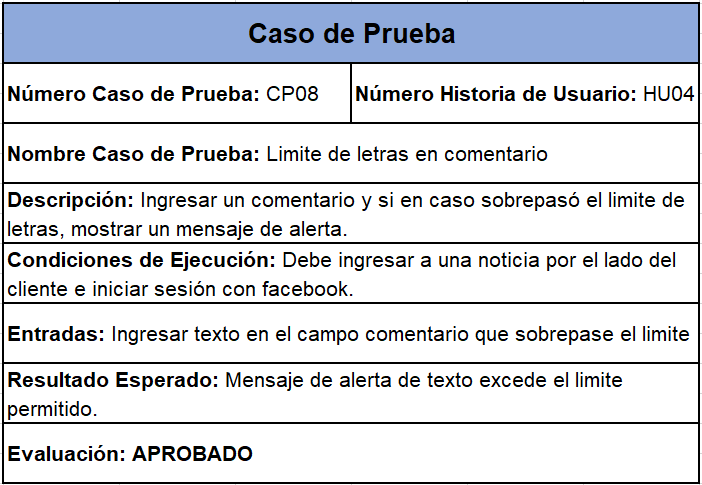 Caso de Prueba
Número Caso de Prueba: CP08
Número Historia de Usuario: HU04
Nombre Caso de Prueba: Limite de letras en comentario
Descripción: Ingresar un comentario y si en caso sobrepasó el limite de
letras, mostrar un mensaje de alerta.
Condiciones de Ejecución: Debe ingresar a una noticia por el lado del
cliente e iniciar sesión con facebook.
Entradas: Ingresar texto en el campo comentario que sobrepase el limite
Resultado Esperado: Mensaje de alerta de texto excede el limite
permitido.
Evaluación: APROBADO